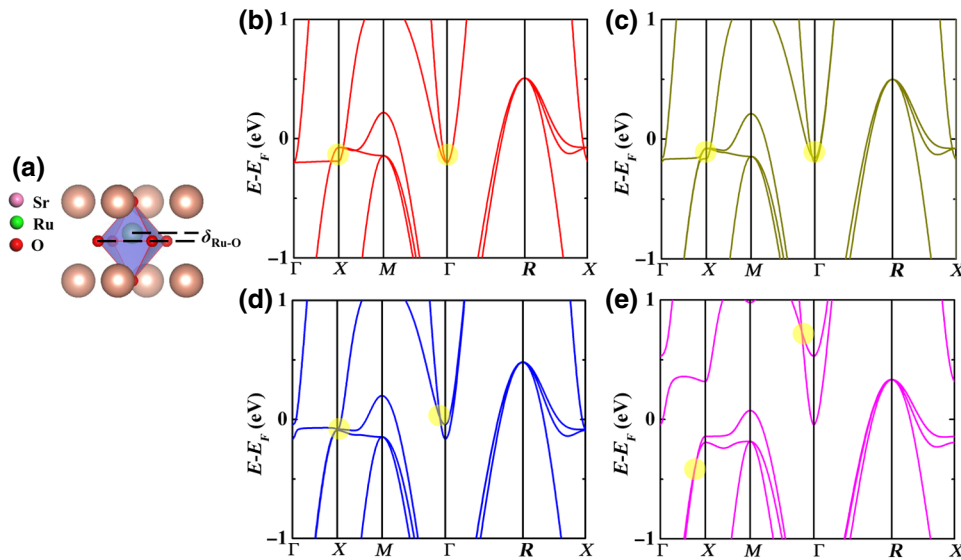 (a)
Sr
Ru
O
δRu-O
(b)
E-EF (eV)
1
0
-1
Γ X M Γ R X
(c)
E-EF (eV)
1
0
-1
Γ X M Γ R X
(d)
E-EF (eV)
1
0
-1
Γ X M Γ R X
(e)
E-EF (eV)
1
0
-1
Γ X M Γ R X